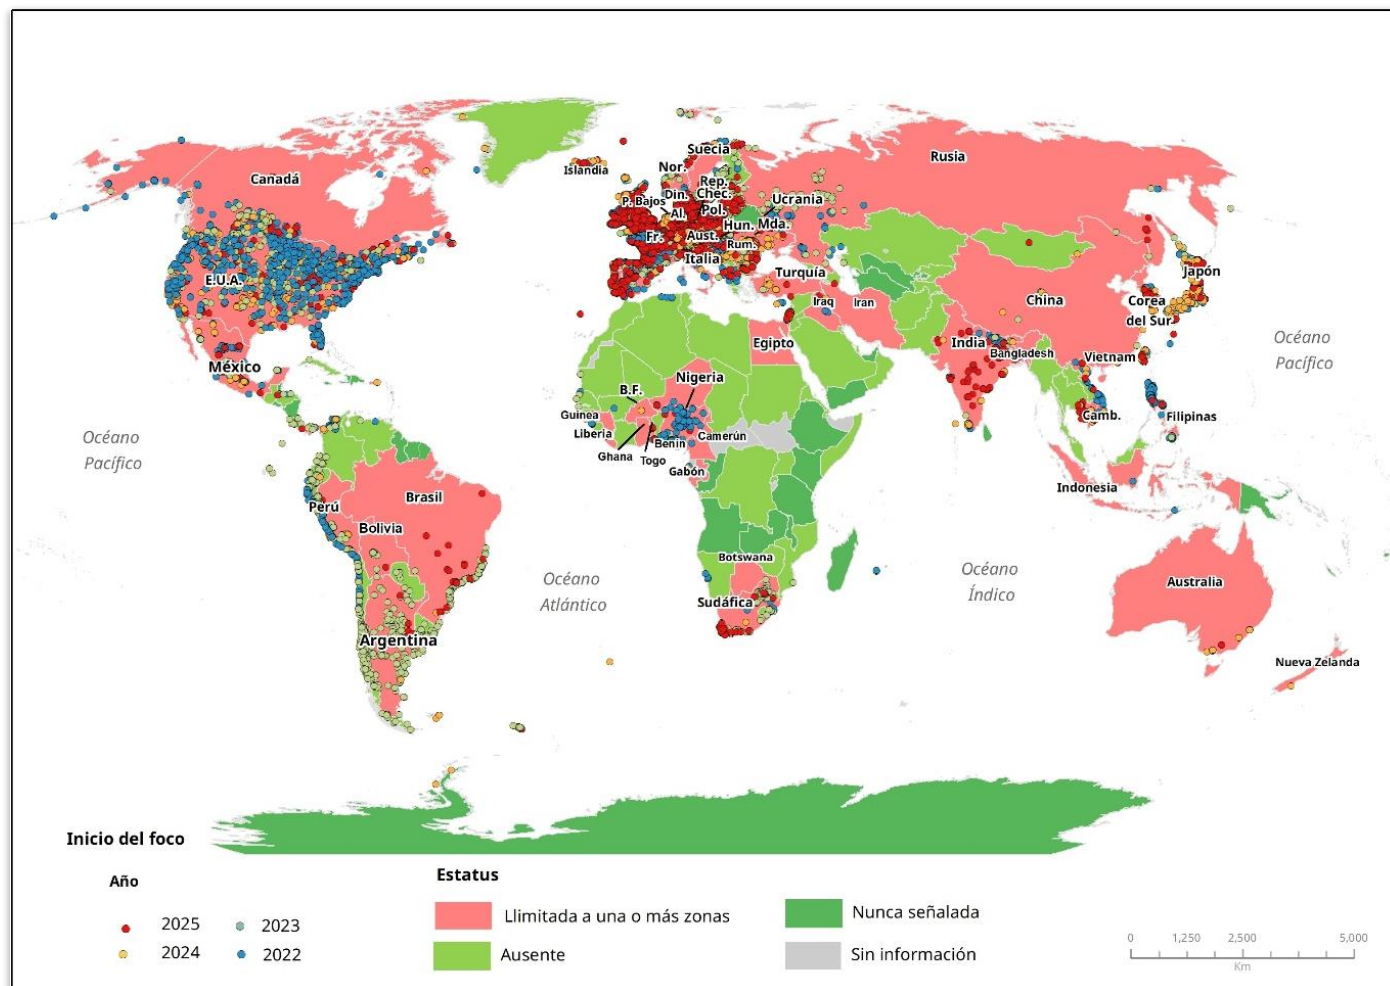 Suecia
Rusia
Islandia
Nor.
Canadá
Rep.
Chec.
Din.
P. Bajos
Ucrania
Al.
Pol.
Hun.
Mda.
Fr.
Aust.
Rum.
Italia
E.U.A.
Turquía
Japón
Iraq
Iran
China
Corea
del Sur
Egipto
India
Bangladesh
Vietnam
Océano
Pacífico
México
Nigeria
B.F.
Guinea
Camb.
Filipinas
Liberia
Benín
Camerún
Ghana
Togo
Gabón
Océano
Pacífico
Indonesia
Brasil
Perú
Bolivia
Botswana
Océano
Atlántico
Océano
Índico
Australia
Sudáfica
Argentina
Nueva Zelanda
Inicio del foco
Año
2025
2023
2024
2022
Estatus
Llimitada a una o más zonas
Nunca señalada
Ausente
Sin información
0 1,250 2,500 5,000
Km